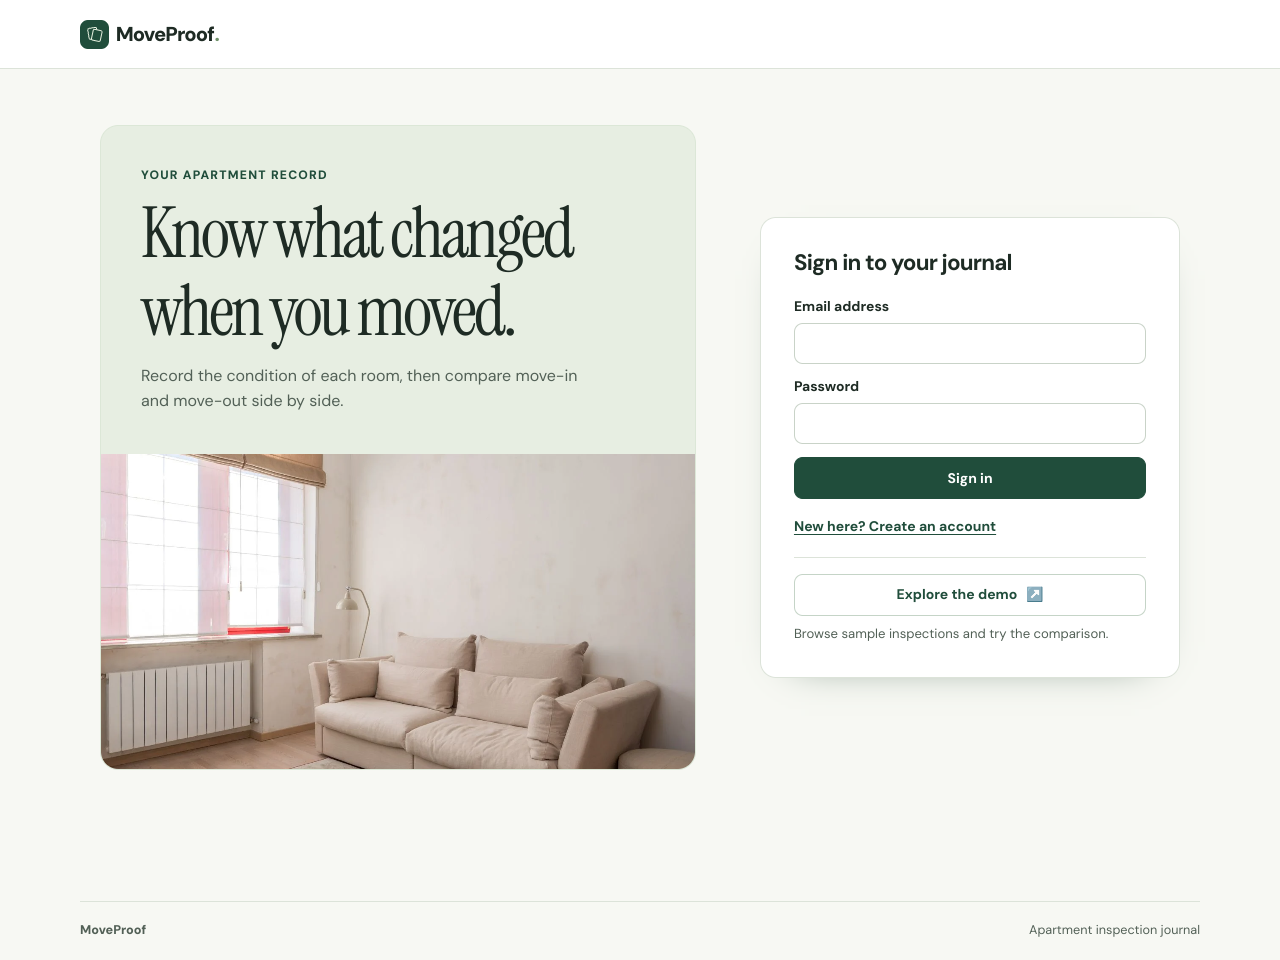 MoveProof.
YOUR APARTMENT RECORD
Know what changed
when you moved.
Record the condition of each room, then compare move-in
and move-out side by side.
Sign in to your journal
Email address
Password
Sign in
New here? Create an account
Explore the demo ↗
Browse sample inspections and try the comparison.
MoveProof
Apartment inspection journal